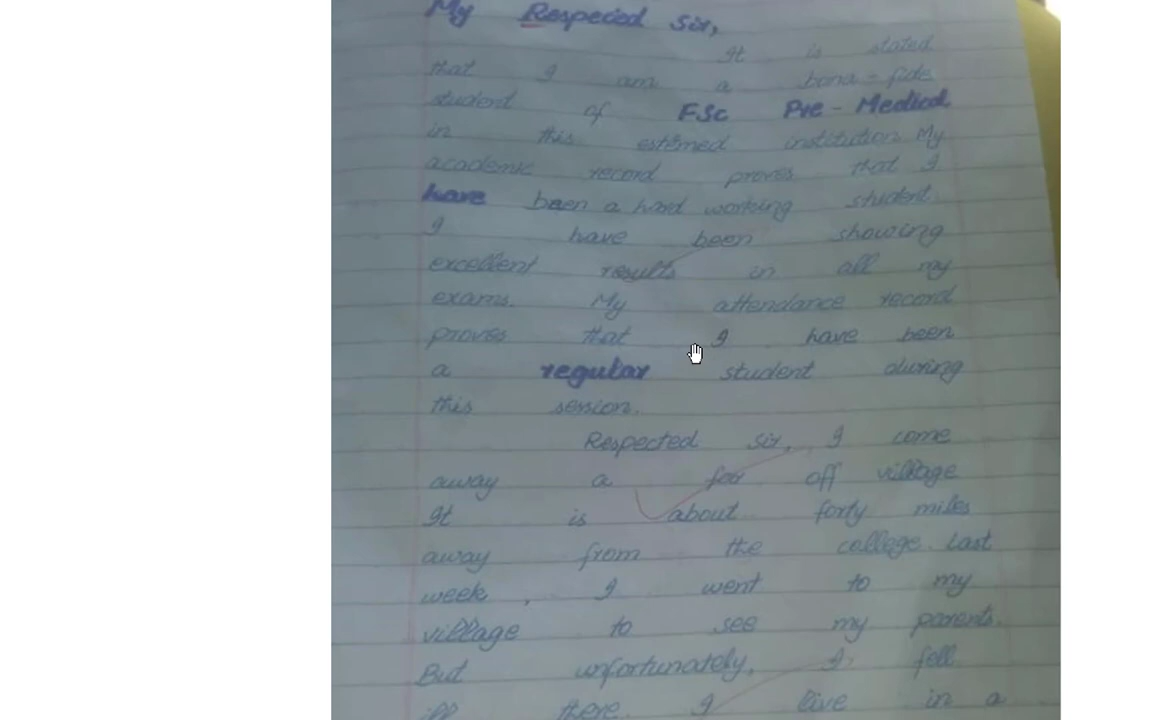 My Respeced Sir,
It is stated
that I am a bona-fide
student of FSc Pre-Medical
in this estemed institution. My
academic record proves that I
have been a hard working student.
I have been showing
excellent results in all my
exams. My attendance record
proves that I have been
a regular student during
this session.
Respected Sir, I come
away a far off village
It is about forty miles
away from the college. Last
week, I went to my
village to see my parents.
But unfortunately, I fell
ill there. I live in a